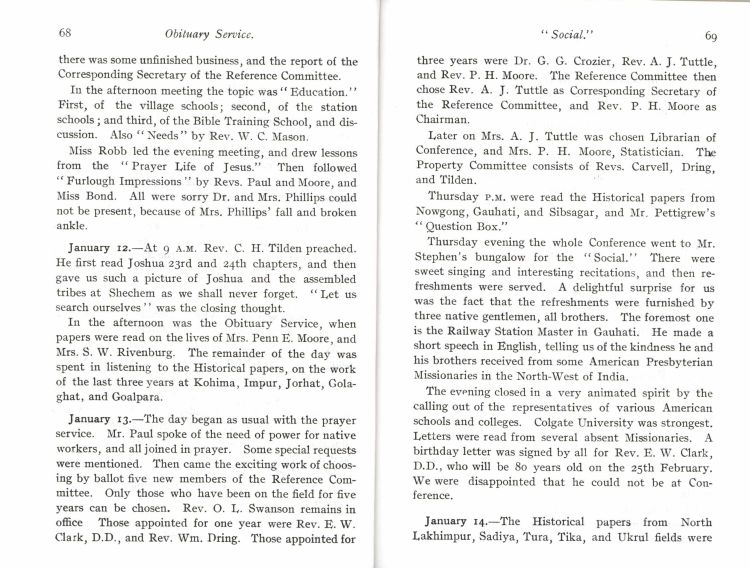 68 Obituary Service.
there was some unfinished business, and the report of the
Corresponding Secretary of the Reference Committee.
In the afternoon meeting the topic was "Education."
First, of the village schools; second, of the station
schools; and third, of the Bible Training School, and dis-
cussion. Also "Needs" by Rev. W. C. Mason.
Miss Robb led the evening meeting, and drew lessons
from the "Prayer Life of Jesus." Then followed
"Furlough Impressions" by Revs. Paul and Moore, and
Miss Bond. All were sorry Dr. and Mrs. Phillips could
not be present, because of Mrs. Phillips' fall and broken
ankle.
January 12.—At 9 A.M. Rev. C. H. Tilden preached.
He first read Joshua 23rd and 24th chapters, and then
gave us such a picture of Joshua and the assembled
tribes at Shechem as we shall never forget. "Let us
search ourselves" was the closing thought.
In the afternoon was the Obituary Service, when
papers were read on the lives of Mrs. Penn E. Moore, and
Mrs. S. W. Rivenburg. The remainder of the day was
spent in listening to the Historical papers, on the work
of the last three years at Kohima, Impur, Jorhat, Gola-
ghat, and Goalpara.
January 13.—The day began as usual with the prayer
service. Mr. Paul spoke of the need of power for native
workers, and all joined in prayer. Some special requests
were mentioned. Then came the exciting work of choos-
ing by ballot five new members of the Reference Com-
mittee. Only those who have been on the field for five
years can be chosen. Rev. O. L. Swanson remains in
office Those appointed for one year were Rev. E. W.
Clark, D.D., and Rev. Wm. Dring. Those appointed for
"Social." 69
three years were Dr. G. G. Crozier, Rev. A. J. Tuttle,
and Rev. P. H. Moore. The Reference Committee then
chose Rev. A. J. Tuttle as Corresponding Secretary of
the Reference Committee, and Rev. P. H. Moore as
Chairman.
Later on Mrs. A. J. Tuttle was chosen Librarian of
Conference, and Mrs. P. H. Moore, Statistician. The
Property Committee consists of Revs. Carvell, Dring,
and Tilden.
Thursday P.M. were read the Historical papers from
Nowgong, Gauhati, and Sibsagar, and Mr. Pettigrew's
"Question Box."
Thursday evening the whole Conference went to Mr.
Stephen's bungalow for the "Social." There were
sweet singing and interesting recitations, and then re-
freshments were served. A delightful surprise for us
was the fact that the refreshments were furnished by
three native gentlemen, all brothers. The foremost one
is the Railway Station Master in Gauhati. He made a
short speech in English, telling us of the kindness he and
his brothers received from some American Presbyterian
Missionaries in the North-West of India.
The evening closed in a very animated spirit by the
calling out of the representatives of various American
schools and colleges. Colgate University was strongest.
Letters were read from several absent Missionaries. A
birthday letter was signed by all for Rev. E. W. Clark,
D.D., who will be 80 years old on the 25th February.
We were disappointed that he could not be at Con-
ference.
January 14.—The Historical papers from North
Lakhimpur, Sadiya, Tura, Tika, and Ukrul fields were